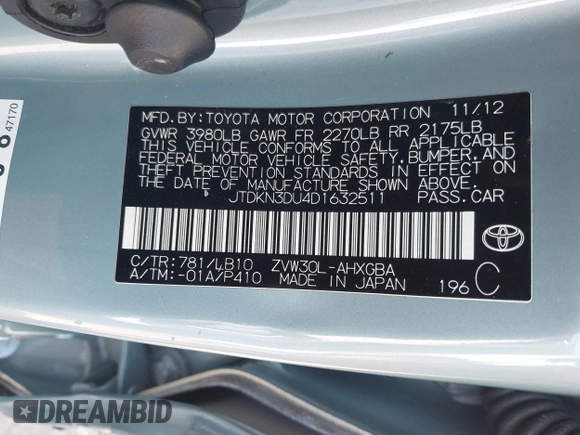 47170
MFD. BY: TOYOTA MOTOR CORPORATION 11/12
GVWR 3980LB GAWR FR 2270LB RR 2175LB
THIS VEHICLE CONFORMS TO ALL APPLICABLE
FEDERAL MOTOR VEHICLE SAFETY, BUMPER, AND
THEFT PREVENTION STANDARDS IN EFFECT ON
THE DATE OF MANUFACTURE SHOWN ABOVE.
JTDKN3DU4D1632511 PASS. CAR
C/TR: 781/LB10 ZVW30L-AHXGBA
A/TM: -01A/P410 MADE IN JAPAN
196 C
TOYOTA
DREAMBID